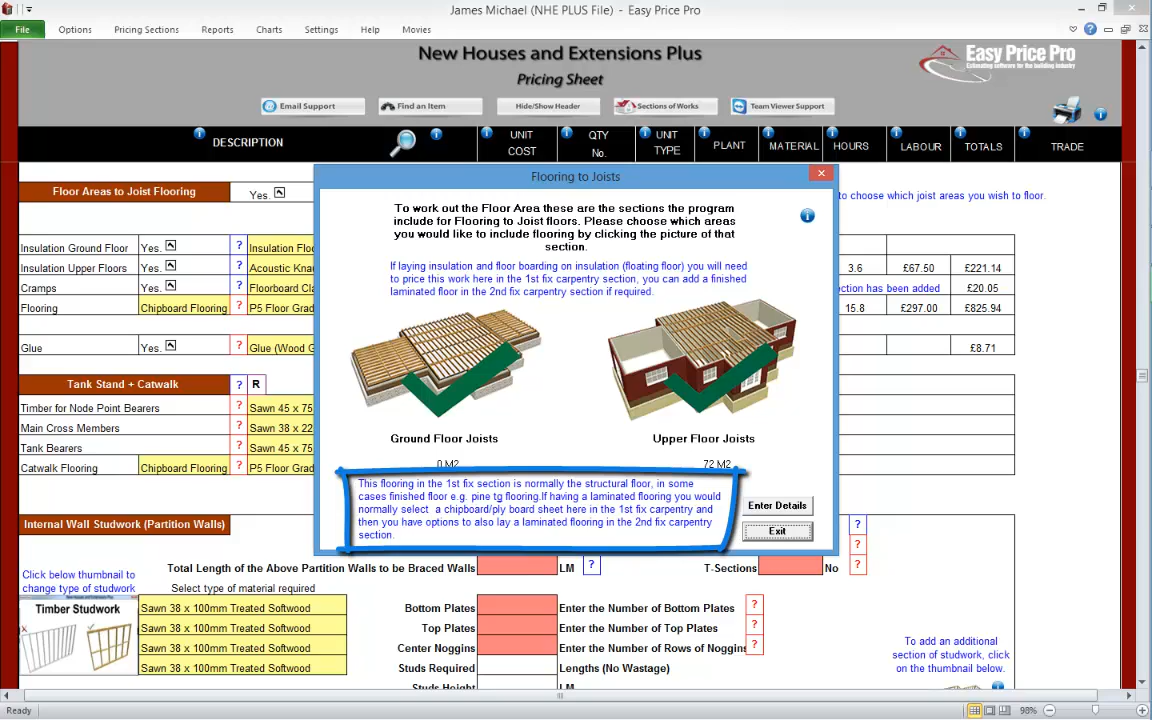 James Michael (NHE PLUS File) - Easy Price Pro
File Options Pricing Sections Reports Charts Settings Help Movies
New Houses and Extensions Plus
Pricing Sheet
Easy Price Pro
Estimating software for the building industry
Email Support Find an Item Hide/Show Header Sections of Works Team Viewer Support
DESCRIPTION UNIT COST QTY No. UNIT TYPE PLANT MATERIAL HOURS LABOUR TOTALS TRADE
Flooring to Joists
Floor Areas to Joist Flooring Yes. to choose which joist areas you wish to floor.
To work out the Floor Area these are the sections the program
include for Flooring to Joist floors. Please choose which areas
you would like to include flooring by clicking the picture of that
section.
If laying insulation and floor boarding on insulation (floating floor) you will need
to price this work here in the 1st fix carpentry section, you can add a finished
laminated floor in the 2nd fix carpentry section if required.
Insulation Ground Floor Yes. ? Insulation Floo
Insulation Upper Floors Yes. ? Acoustic Knau 3.6 £67.50 £221.14
Cramps Yes. ? Floorboard Cla ction has been added £20.05
Flooring Chipboard Flooring ? P5 Floor Grad 15.8 £297.00 £825.94
Glue Yes. ? Glue (Wood G £8.71
Tank Stand + Catwalk ? R
Timber for Node Point Bearers ? Sawn 45 x 75
Main Cross Members ? Sawn 38 x 22
Tank Bearers ? Sawn 45 x 75
Catwalk Flooring Chipboard Flooring ? P5 Floor Grad
Ground Floor Joists Upper Floor Joists
0 M2 72 M2
This flooring in the 1st fix section is normally the structural floor, in some
cases finished floor e.g. pine tg flooring.If having a laminated flooring you would
normally select a chipboard/ply board sheet here in the 1st fix carpentry and
then you have options to also lay a laminated flooring in the 2nd fix carpentry
section.
Enter Details
Exit
Internal Wall Studwork (Partition Walls) ?
?
Total Length of the Above Partition Walls to be Braced Walls LM ? T-Sections No ?
Click below thumbnail to
change type of studwork
Select type of material required
Timber Studwork
Sawn 38 x 100mm Treated Softwood Bottom Plates Enter the Number of Bottom Plates ?
Sawn 38 x 100mm Treated Softwood Top Plates Enter the Number of Top Plates ?
Sawn 38 x 100mm Treated Softwood Center Noggins Enter the Number of Rows of Noggins ?
Sawn 38 x 100mm Treated Softwood Studs Required Lengths (No Wastage)
Studs Height LM
To add an additional
section of studwork, click
on the thumbnail below.
Ready 98%